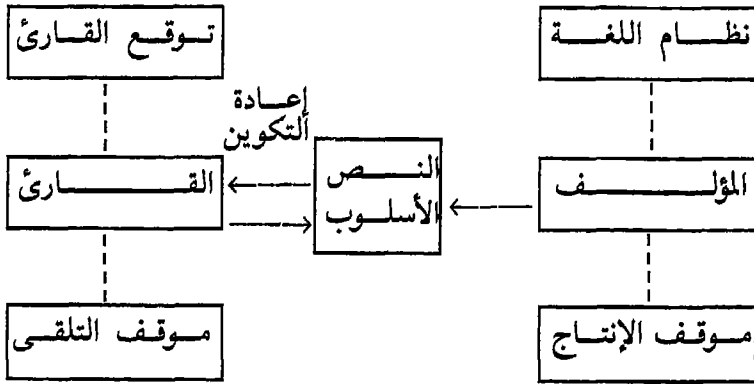 نظام اللغة
توقع القارئ
إعادة
التكوين
المؤلف
النص
الأسلوب
القارئ
موقف الإنتاج
موقف التلقى